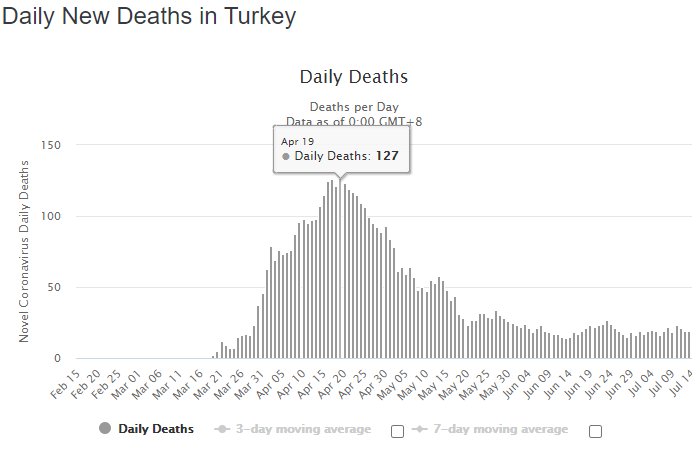 Daily New Deaths in Turkey
Daily Deaths
Deaths per Day
Data as of 0:00 GMT+8
Apr 19
Daily Deaths: 127
Novel Coronavirus Daily Deaths
150
100
50
0
Feb 15
Feb 20
Feb 25
Mar 01
Mar 06
Mar 11
Mar 16
Mar 21
Mar 26
Mar 31
Apr 05
Apr 10
Apr 15
Apr 20
Apr 25
Apr 30
May 05
May 10
May 15
May 20
May 25
May 30
Jun 04
Jun 09
Jun 14
Jun 19
Jun 24
Jun 29
Jul 04
Jul 09
Jul 14
Daily Deaths 3-day moving average 7-day moving average